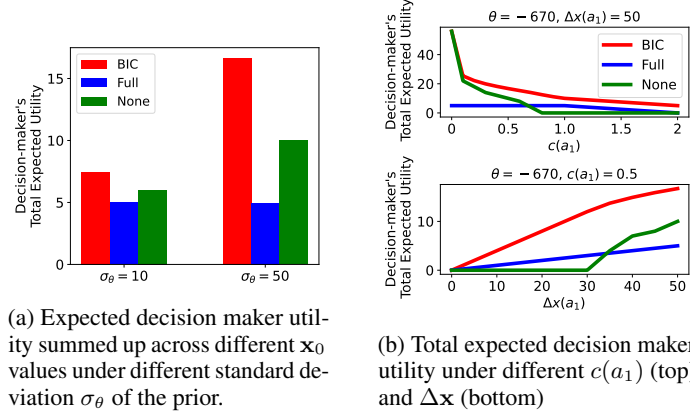 Decision-maker's
Total Expected Utility
15
10
5
0
BIC
Full
None
σθ = 10
σθ = 50
(a) Expected decision maker util-
ity summed up across different x0
values under different standard de-
viation σθ of the prior.
θ = −670, Δx(a1) = 50
Decision-maker's
Total Expected Utility
40
20
0
BIC
Full
None
0
0.5
1.0
1.5
2
c(a1)
θ = −670, c(a1) = 0.5
Decision-maker's
Total Expected Utility
10
0
0
10
20
30
40
50
Δx(a1)
(b) Total expected decision maker
utility under different c(a1) (top)
and Δx (bottom)